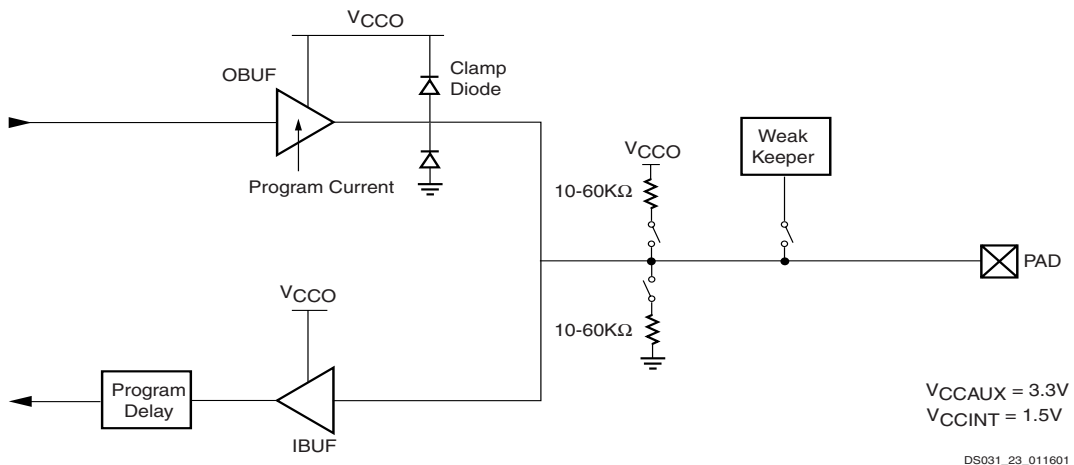 VCCO
OBUF
Clamp
Diode
Program Current
VCCO
10-60KΩ
Weak
Keeper
PAD
VCCO
10-60KΩ
Program
Delay
IBUF
VCCAUX = 3.3V
VCCINT = 1.5V
DS031_23_011601